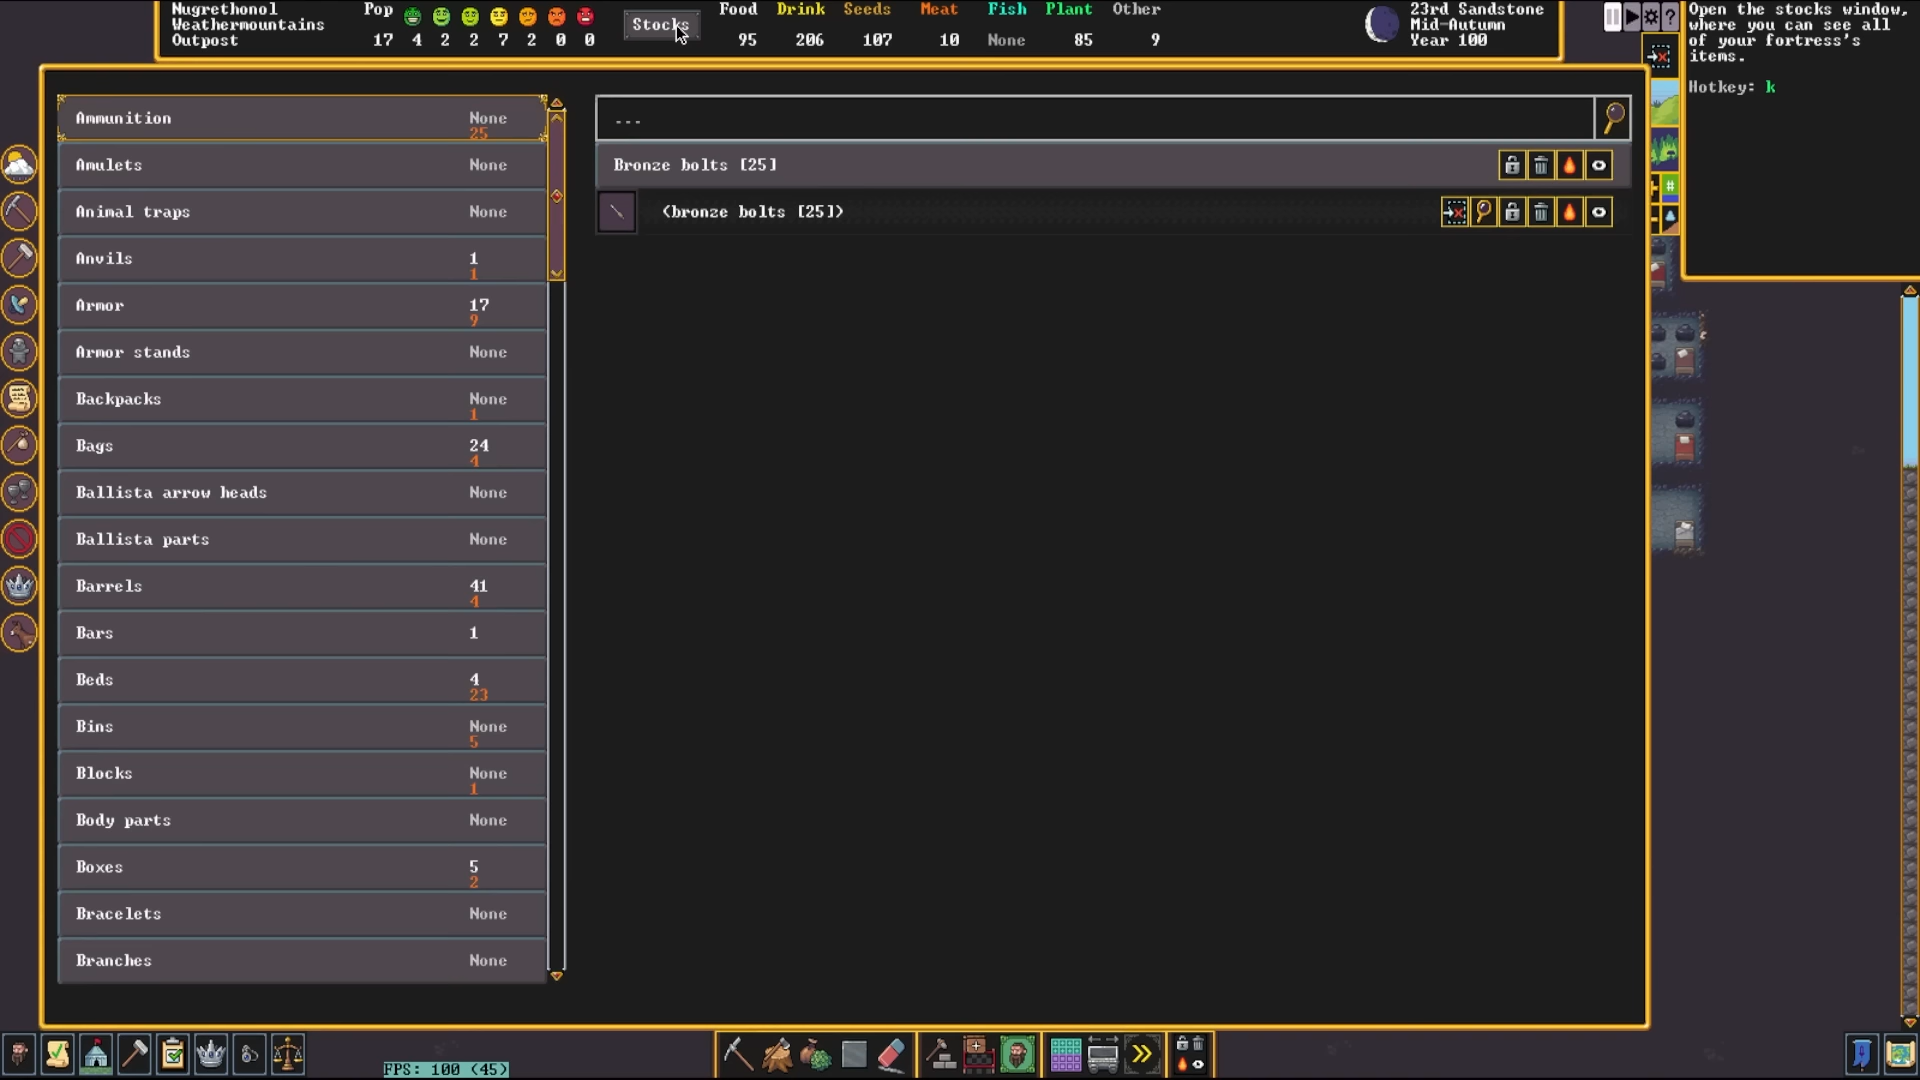 Nugrethonol
Weathermountains
Outpost
Pop
17 4 2 2 7 2 0 0
Stocks
Food Drink Seeds Meat Fish Plant Other
95 206 107 10 None 85 9
23rd Sandstone
Mid-Autumn
Year 100
Open the stocks window,
where you can see all
of your fortress's
items.
Hotkey: k
Ammunition None
25
Amulets None
Animal traps None
Anvils 1
1
Armor 17
9
Armor stands None
Backpacks None
1
Bags 24
4
Ballista arrow heads None
Ballista parts None
Barrels 41
4
Bars 1
Beds 4
23
Bins None
5
Blocks None
1
Body parts None
Boxes 5
2
Bracelets None
Branches None
---
Bronze bolts [25]
(bronze bolts [25])
FPS: 100 (45)